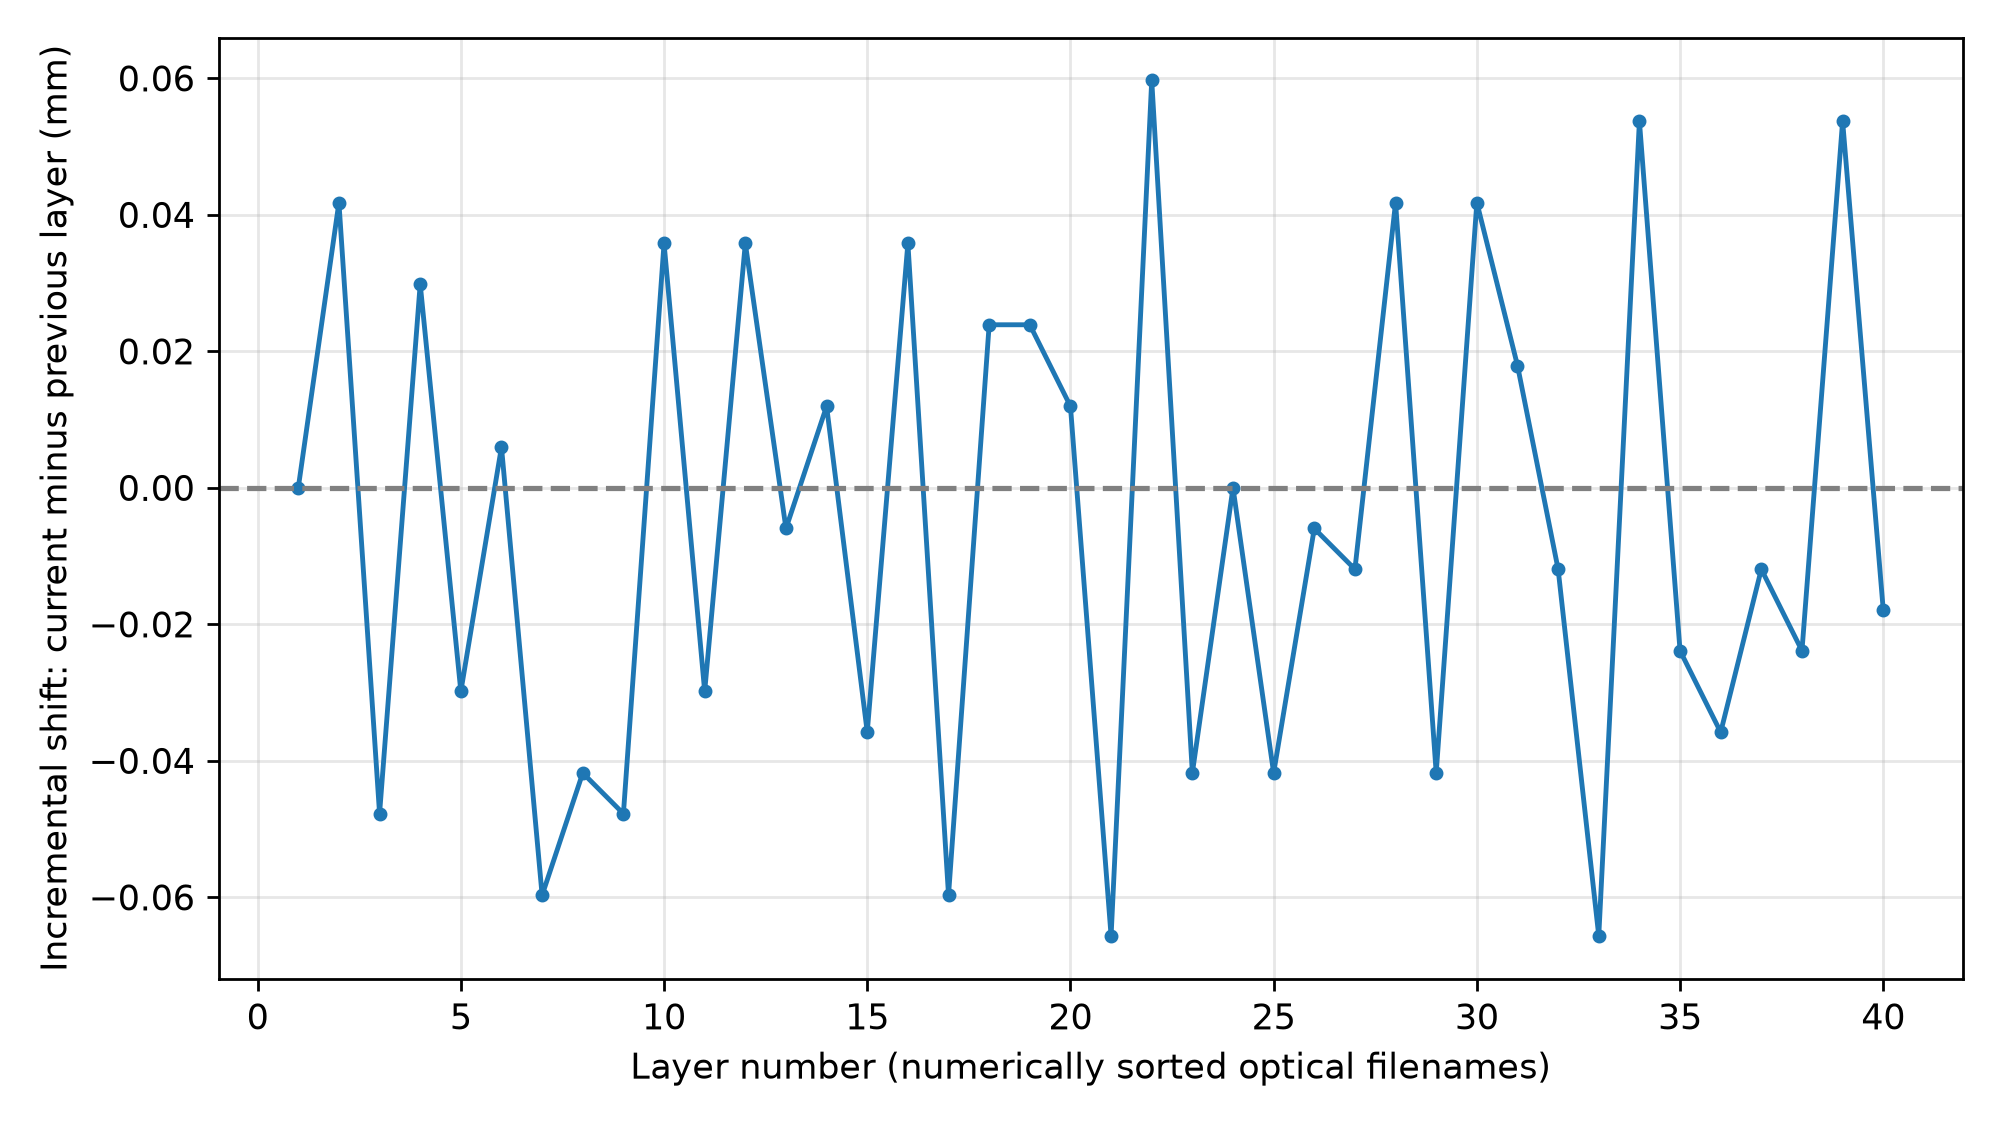 Incremental shift: current minus previous layer (mm)
0.06
0.04
0.02
0.00
−0.02
−0.04
−0.06
0 5 10 15 20 25 30 35 40
Layer number (numerically sorted optical filenames)